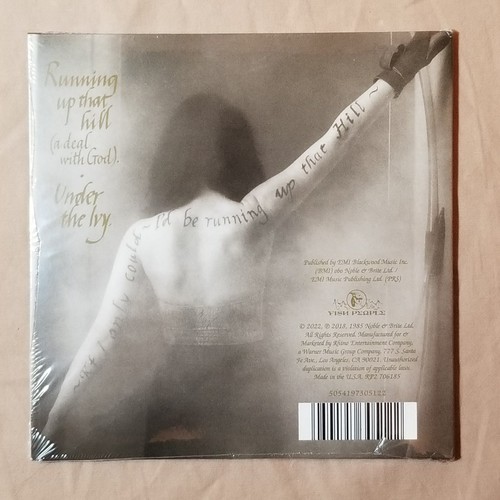 Running
up that
hill
(a deal
with God).
Under
the Ivy.
only could ~ I'd be running up that Hill ~
Published by EMI Blackwood Music Inc.
(BMI) obo Noble & Brite Ltd. /
EMI Music Publishing Ltd. (PRS)
FISH PEOPLE
© 2022, ℗ 2018, 1985 Noble & Brite Ltd.
All Rights Reserved. Manufactured for &
Marketed by Rhino Entertainment Company,
a Warner Music Group Company, 777 S. Santa
Fe Ave., Los Angeles, CA 90021. Unauthorized
duplication is a violation of applicable laws.
Made in the U.S.A. RP2 706185
5054197305122